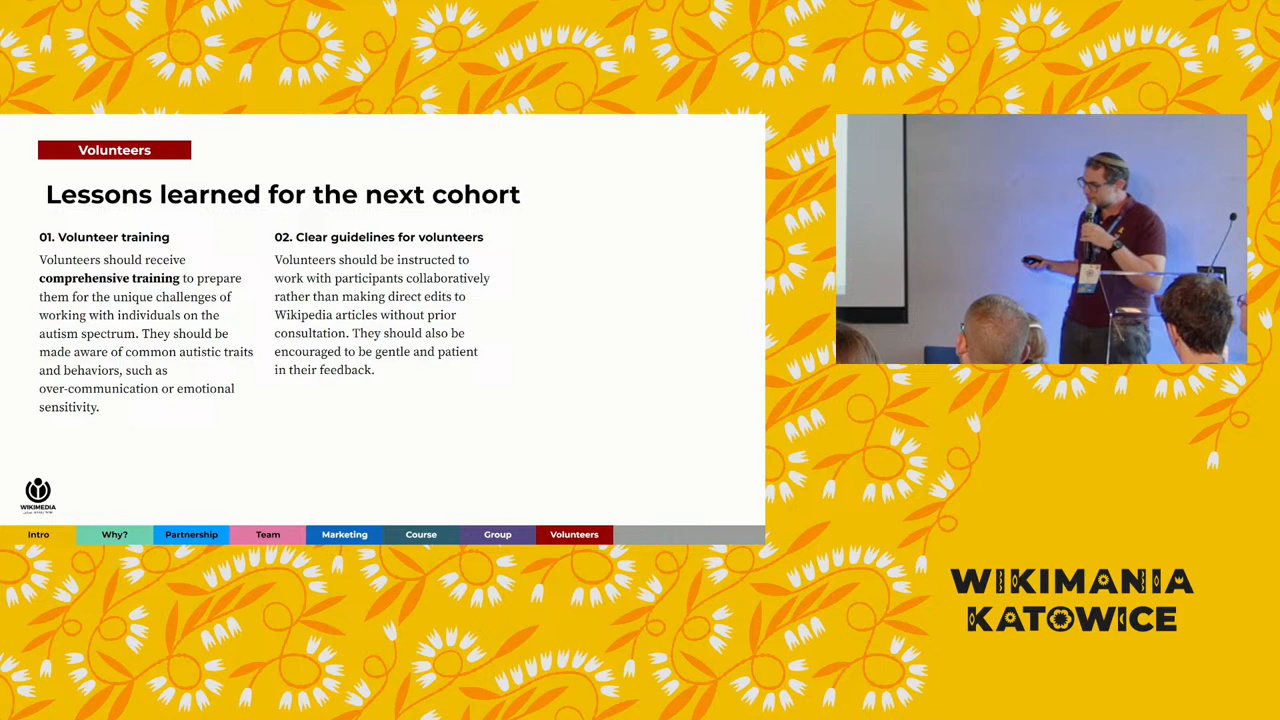 Volunteers
Lessons learned for the next cohort
01. Volunteer training
Volunteers should receive
comprehensive training to prepare
them for the unique challenges of
working with individuals on the
autism spectrum. They should be
made aware of common autistic traits
and behaviors, such as
over-communication or emotional
sensitivity.
02. Clear guidelines for volunteers
Volunteers should be instructed to
work with participants collaboratively
rather than making direct edits to
Wikipedia articles without prior
consultation. They should also be
encouraged to be gentle and patient
in their feedback.
WIKIMEDIA
Intro
Why?
Partnership
Team
Marketing
Course
Group
Volunteers
WIKIMANIA
KATOWICE